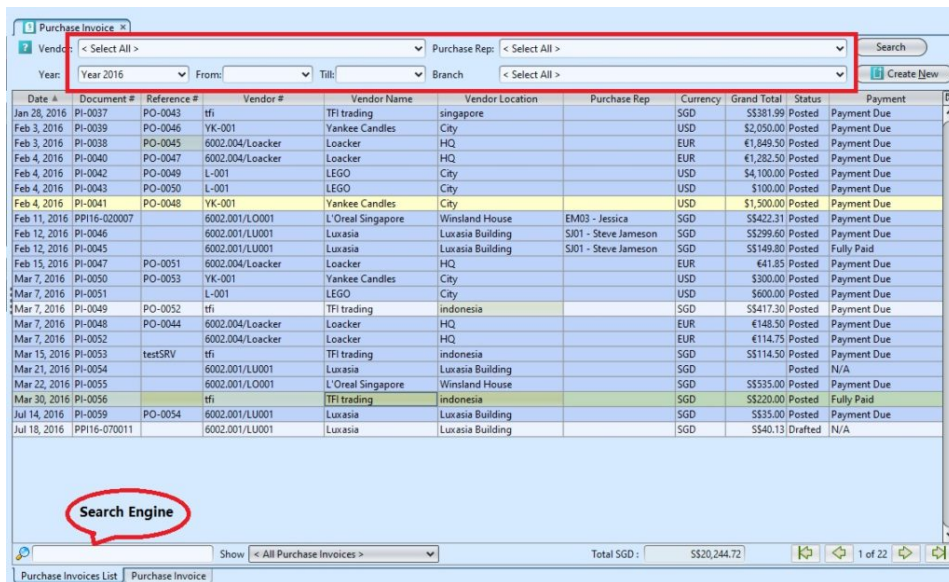 Purchase Invoice ×
Vendor: < Select All > Purchase Rep: < Select All > Search
Year: Year 2016 From: Till: Branch < Select All > Create New
Date Document # Reference # Vendor # Vendor Name Vendor Location Purchase Rep Currency Grand Total Status Payment
Jan 28, 2016 PI-0037 PO-0043 tfi TFI trading singapore SGD S$381.99 Posted Payment Due
Feb 3, 2016 PI-0039 PO-0046 YK-001 Yankee Candles City USD $2,050.00 Posted Payment Due
Feb 3, 2016 PI-0038 PO-0045 6002.004/Loacker Loacker HQ EUR €1,849.50 Posted Payment Due
Feb 4, 2016 PI-0040 PO-0047 6002.004/Loacker Loacker HQ EUR €1,282.50 Posted Payment Due
Feb 4, 2016 PI-0042 PO-0049 L-001 LEGO City USD $4,100.00 Posted Payment Due
Feb 4, 2016 PI-0043 PO-0050 L-001 LEGO City USD $100.00 Posted Payment Due
Feb 4, 2016 PI-0041 PO-0048 YK-001 Yankee Candles City USD $1,500.00 Posted Payment Due
Feb 11, 2016 PPI16-020007 6002.001/LO001 L'Oreal Singapore Winsland House EM03 - Jessica SGD S$422.31 Posted Payment Due
Feb 12, 2016 PI-0046 6002.001/LU001 Luxasia Luxasia Building SJ01 - Steve Jameson SGD S$299.60 Posted Payment Due
Feb 12, 2016 PI-0045 6002.001/LU001 Luxasia Luxasia Building SJ01 - Steve Jameson SGD S$149.80 Posted Fully Paid
Feb 15, 2016 PI-0047 PO-0051 6002.004/Loacker Loacker HQ EUR €41.85 Posted Payment Due
Mar 7, 2016 PI-0050 PO-0053 YK-001 Yankee Candles City USD $300.00 Posted Payment Due
Mar 7, 2016 PI-0051 L-001 LEGO City USD $600.00 Posted Payment Due
Mar 7, 2016 PI-0049 PO-0052 tfi TFI trading indonesia SGD S$417.30 Posted Payment Due
Mar 7, 2016 PI-0048 PO-0044 6002.004/Loacker Loacker HQ EUR €148.50 Posted Payment Due
Mar 7, 2016 PI-0052 6002.004/Loacker Loacker HQ EUR €114.75 Posted Payment Due
Mar 15, 2016 PI-0053 testSRV tfi TFI trading indonesia SGD S$114.50 Posted Payment Due
Mar 21, 2016 PI-0054 6002.001/LU001 Luxasia Luxasia Building SGD Posted N/A
Mar 22, 2016 PI-0055 6002.001/LO001 L'Oreal Singapore Winsland House SGD S$535.00 Posted Payment Due
Mar 30, 2016 PI-0056 tfi TFI trading indonesia SGD S$220.00 Posted Fully Paid
Jul 14, 2016 PI-0059 PO-0054 6002.001/LU001 Luxasia Luxasia Building SGD S$35.00 Posted Payment Due
Jul 18, 2016 PPI16-070011 6002.001/LU001 Luxasia Luxasia Building SGD S$40.13 Drafted N/A
Search Engine
Show < All Purchase Invoices > Total SGD : S$20,244.72 1 of 22
Purchase Invoices List Purchase Invoice